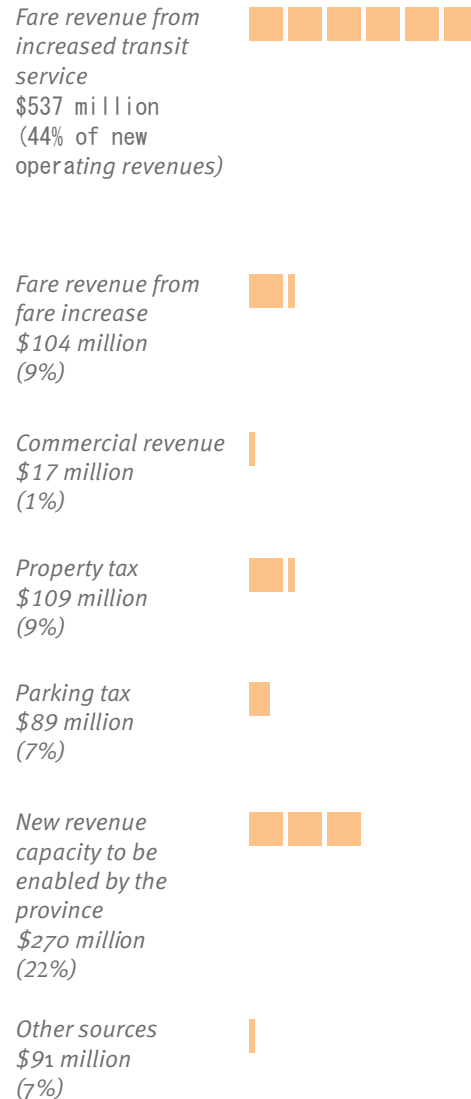 Fare revenue from
increased transit
service
$537 million
(44% of new
operating revenues)
Fare revenue from
fare increase
$104 million
(9%)
Commercial revenue
$17 million
(1%)
Property tax
$109 million
(9%)
Parking tax
$89 million
(7%)
New revenue
capacity to be
enabled by the
province
$270 million
(22%)
Other sources
$91 million
(7%)